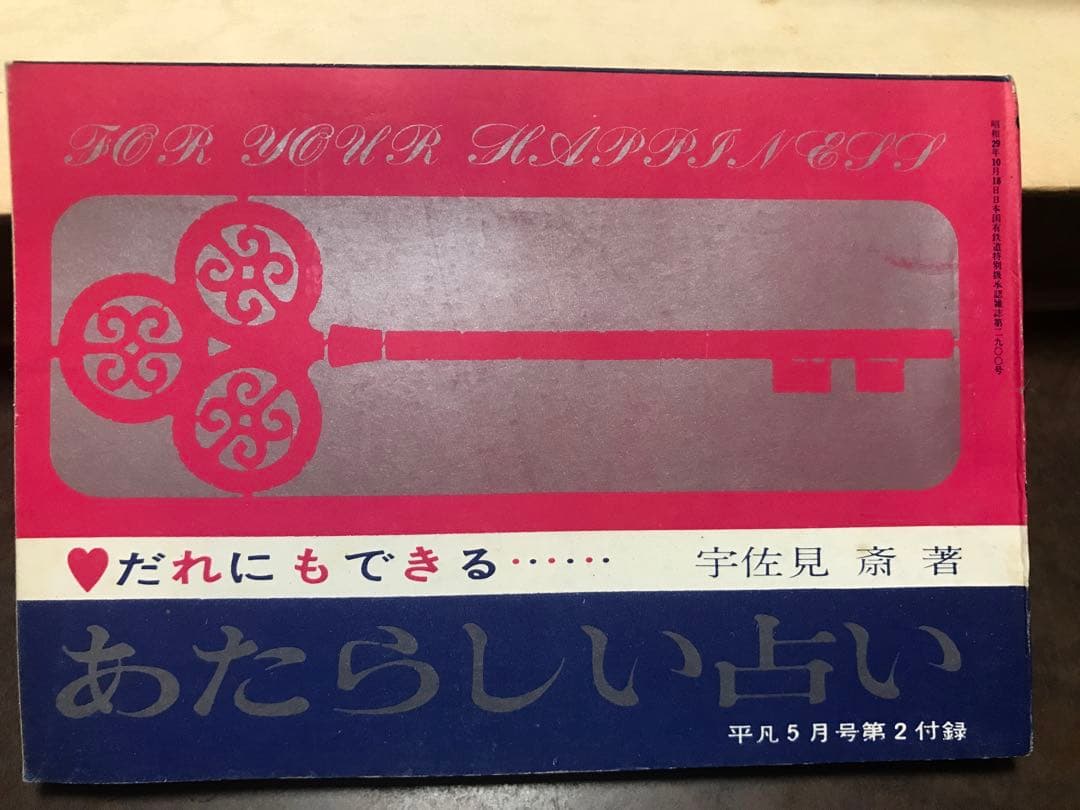 FOR YOUR HAPPINESS
昭和29年10月18日日本国有鉄道特別扱承認雑誌第二九〇〇号
♥だれにもできる……
宇佐見 斎 著
あたらしい占い
平凡5月号第2付録